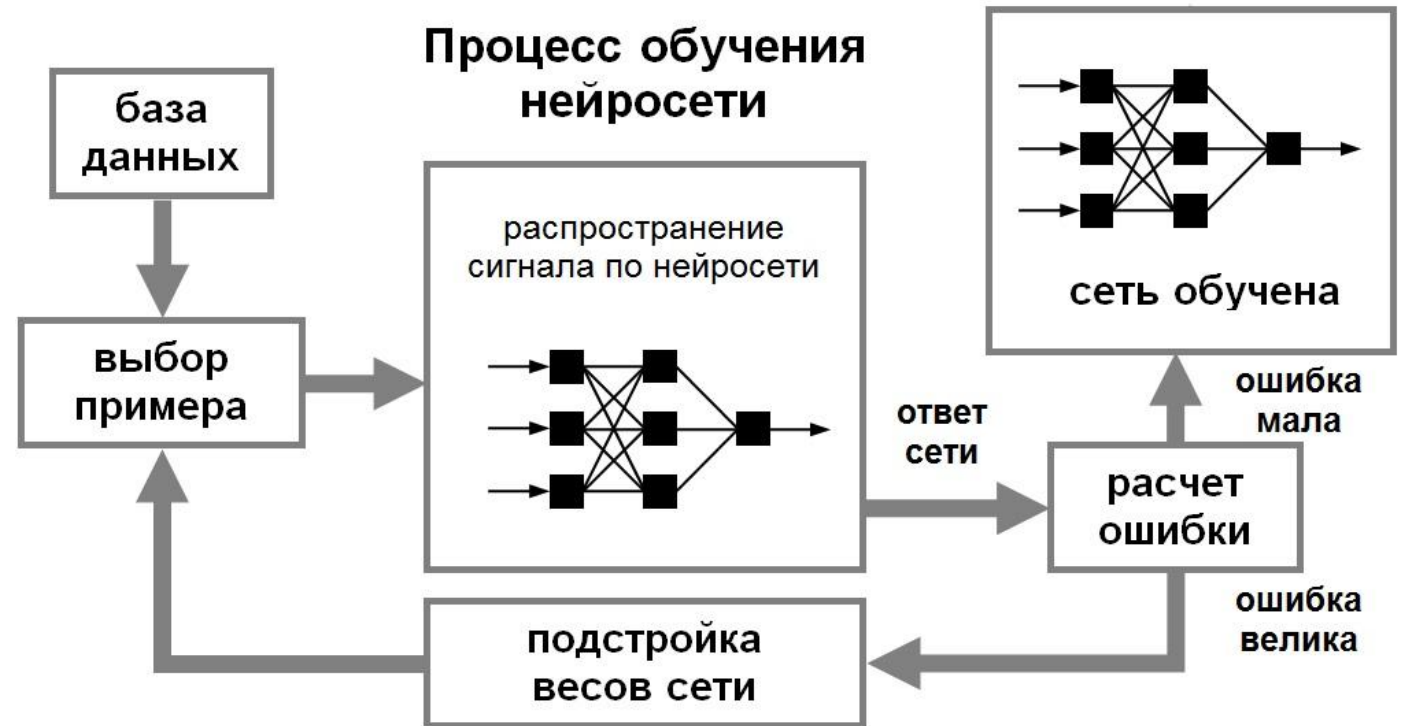 Процесс обучения
нейросети
база
данных
выбор
примера
распространение
сигнала по нейросети
ответ
сети
расчет
ошибки
ошибка
мала
сеть обучена
ошибка
велика
подстройка
весов сети